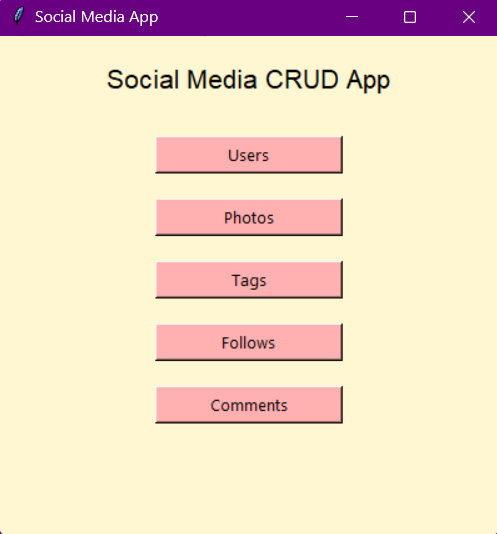 Social Media App
Social Media CRUD App
Users
Photos
Tags
Follows
Comments